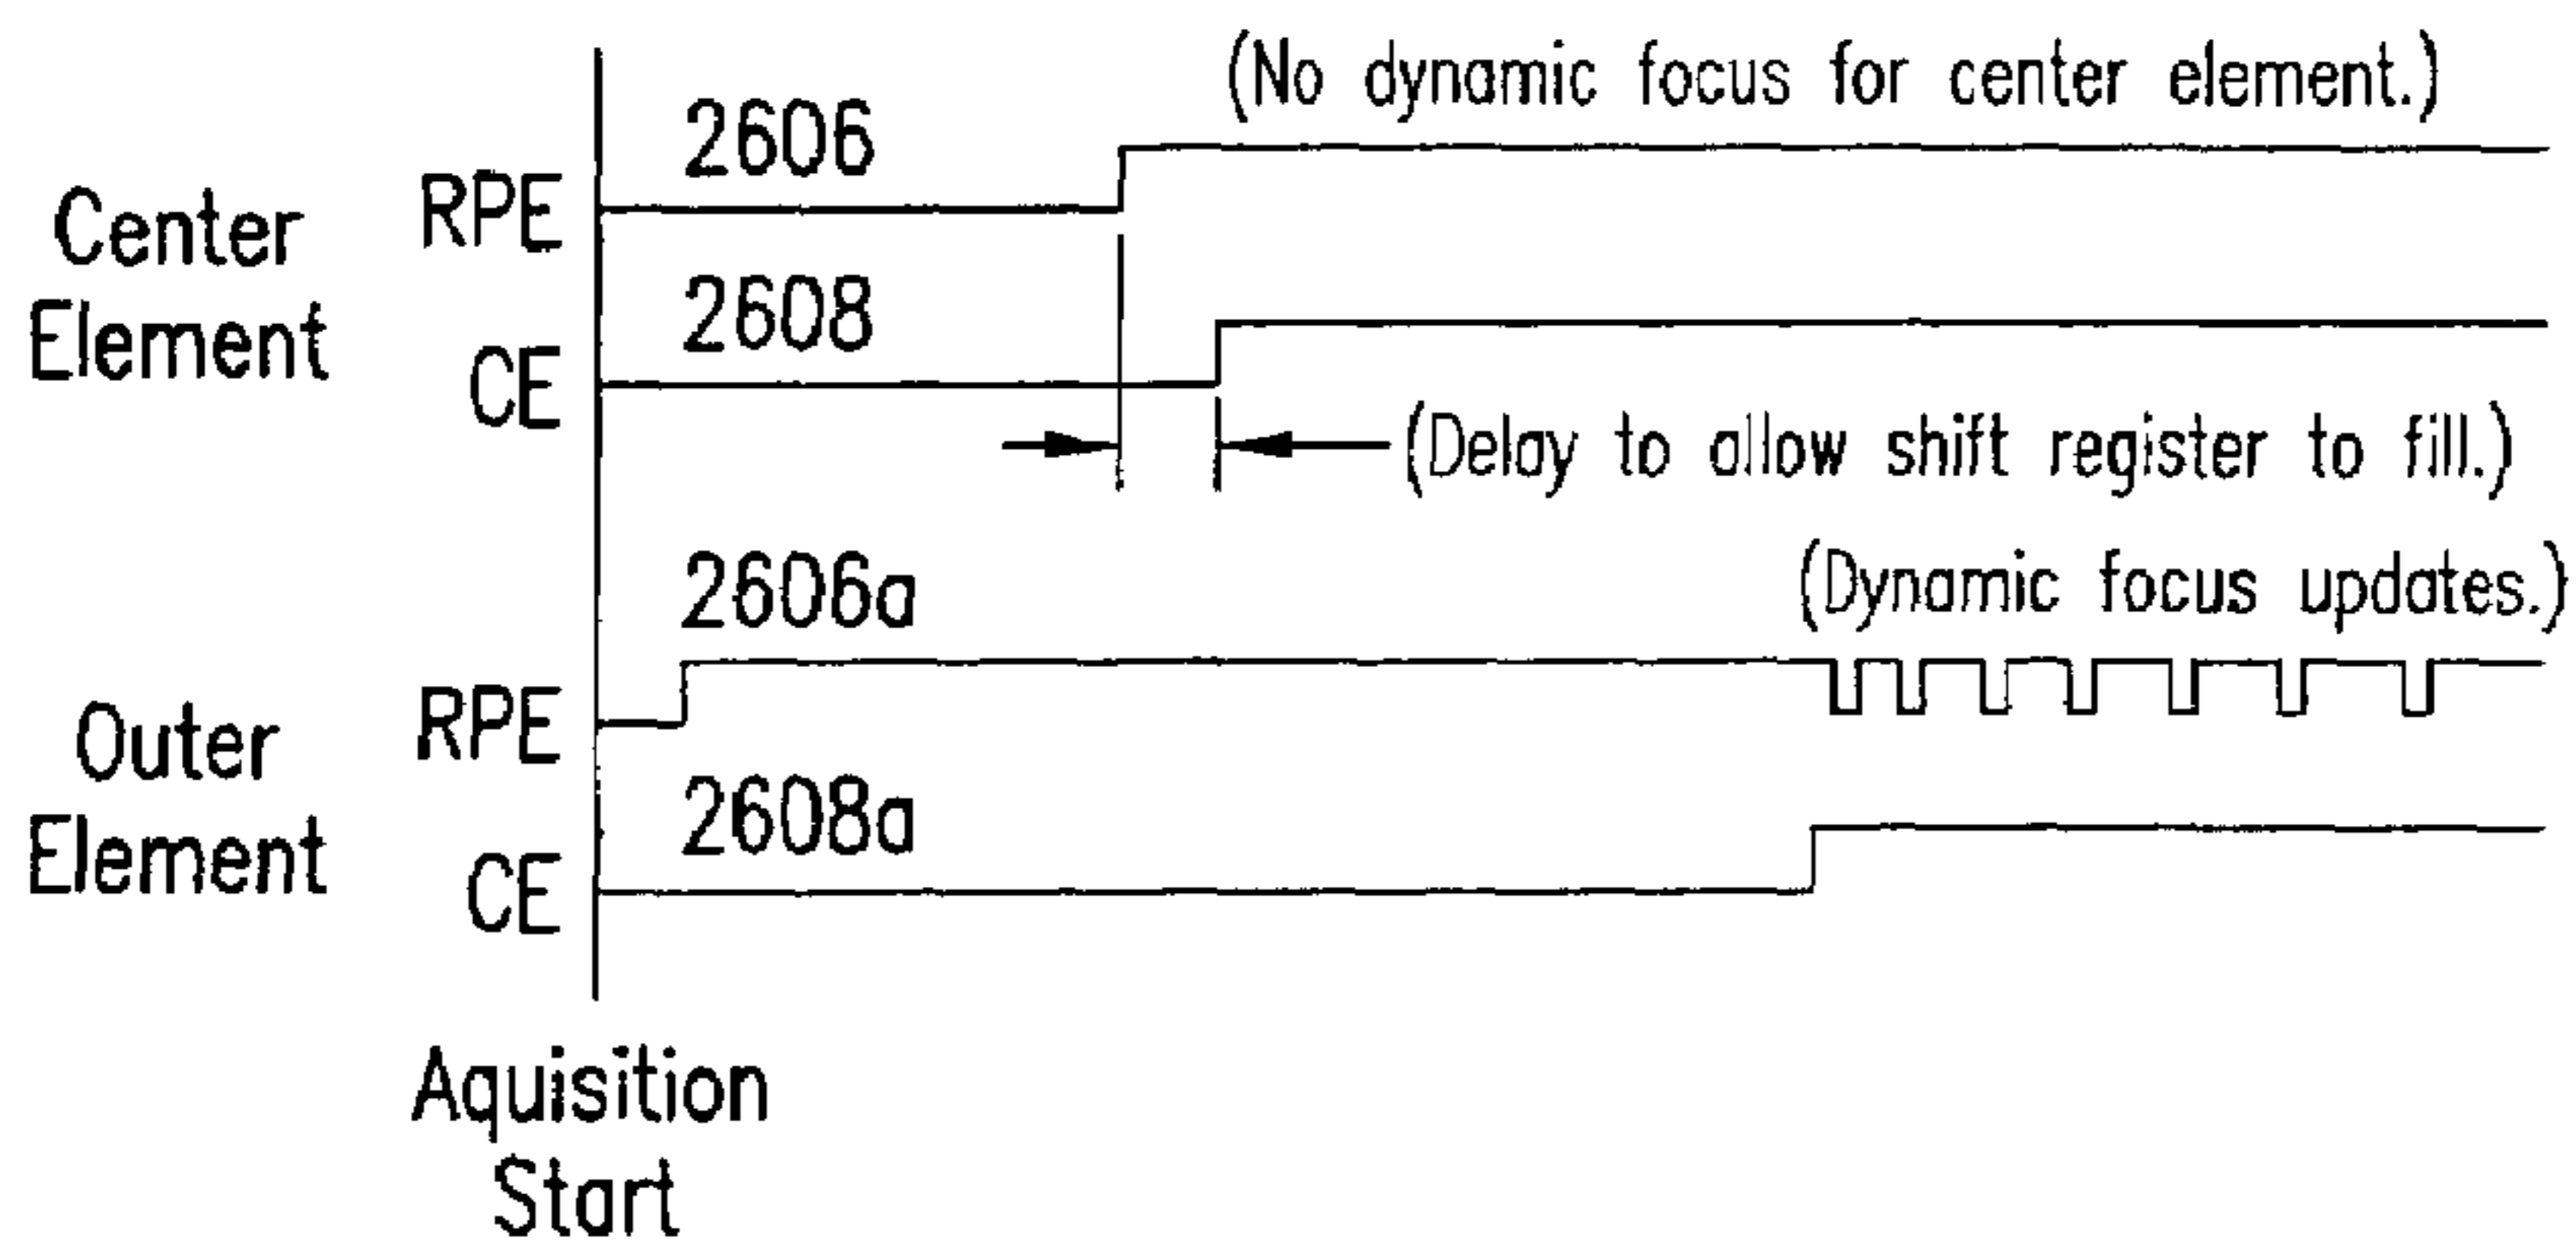 (No dynamic focus for center element.)
2606
RPE
Center
Element
2608
CE
(Delay to allow shift register to fill.)
2606a
(Dynamic focus updates.)
RPE
Outer
Element
2608a
CE
Aquisition
Start